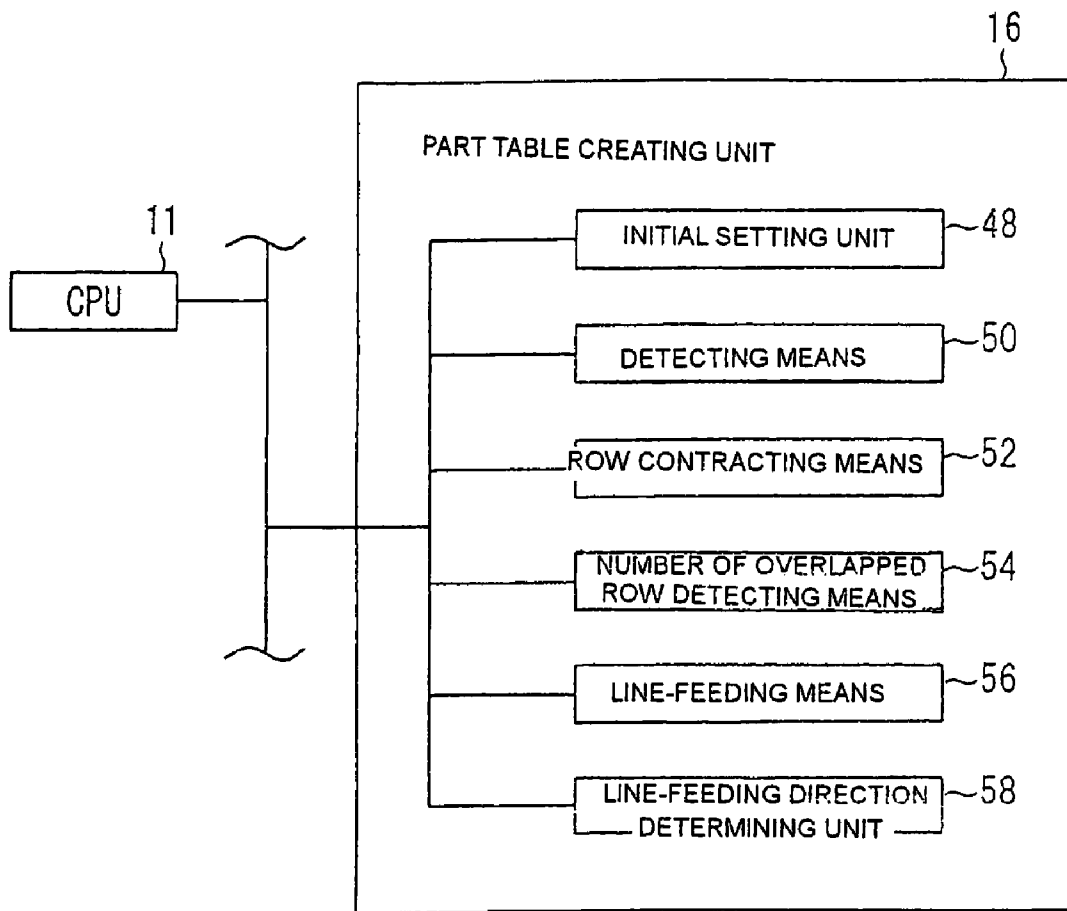 16
PART TABLE CREATING UNIT
11
CPU
INITIAL SETTING UNIT
48
DETECTING MEANS
50
ROW CONTRACTING MEANS
52
NUMBER OF OVERLAPPED
ROW DETECTING MEANS
54
LINE-FEEDING MEANS
56
LINE-FEEDING DIRECTION
DETERMINING UNIT
58